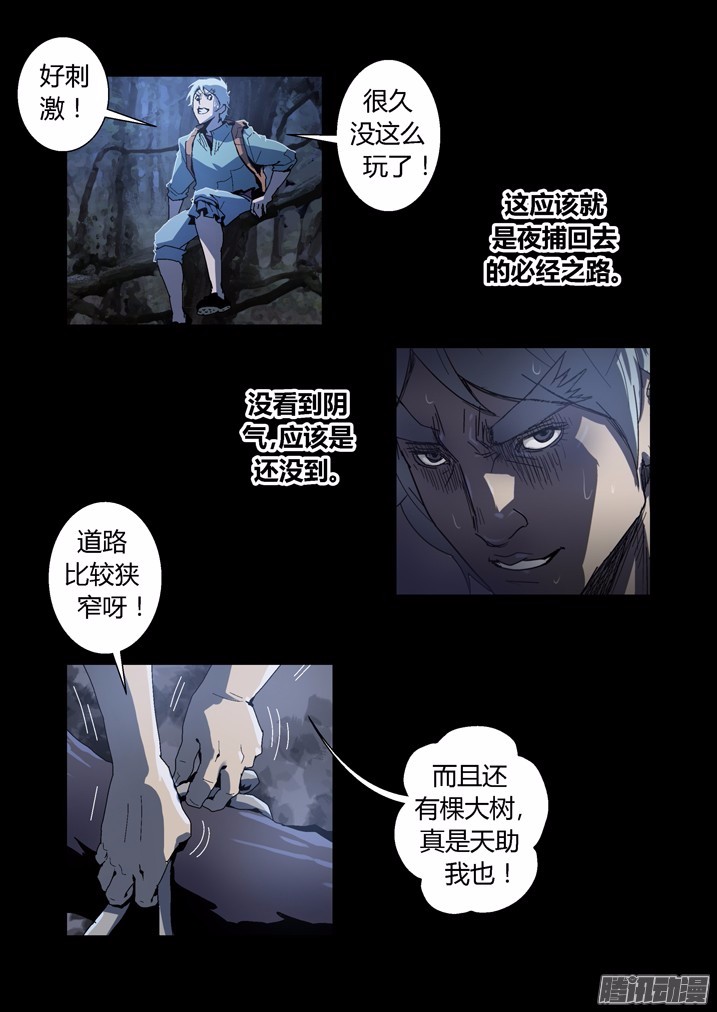 好刺
激！
很久
没这么
玩了！
这应该就
是夜捕回去
的必经之路。
没看到阴
气，应该是
还没到。
道路
比较狭
窄呀！
而且还
有棵大树，
真是天助
我也！
腾讯动漫